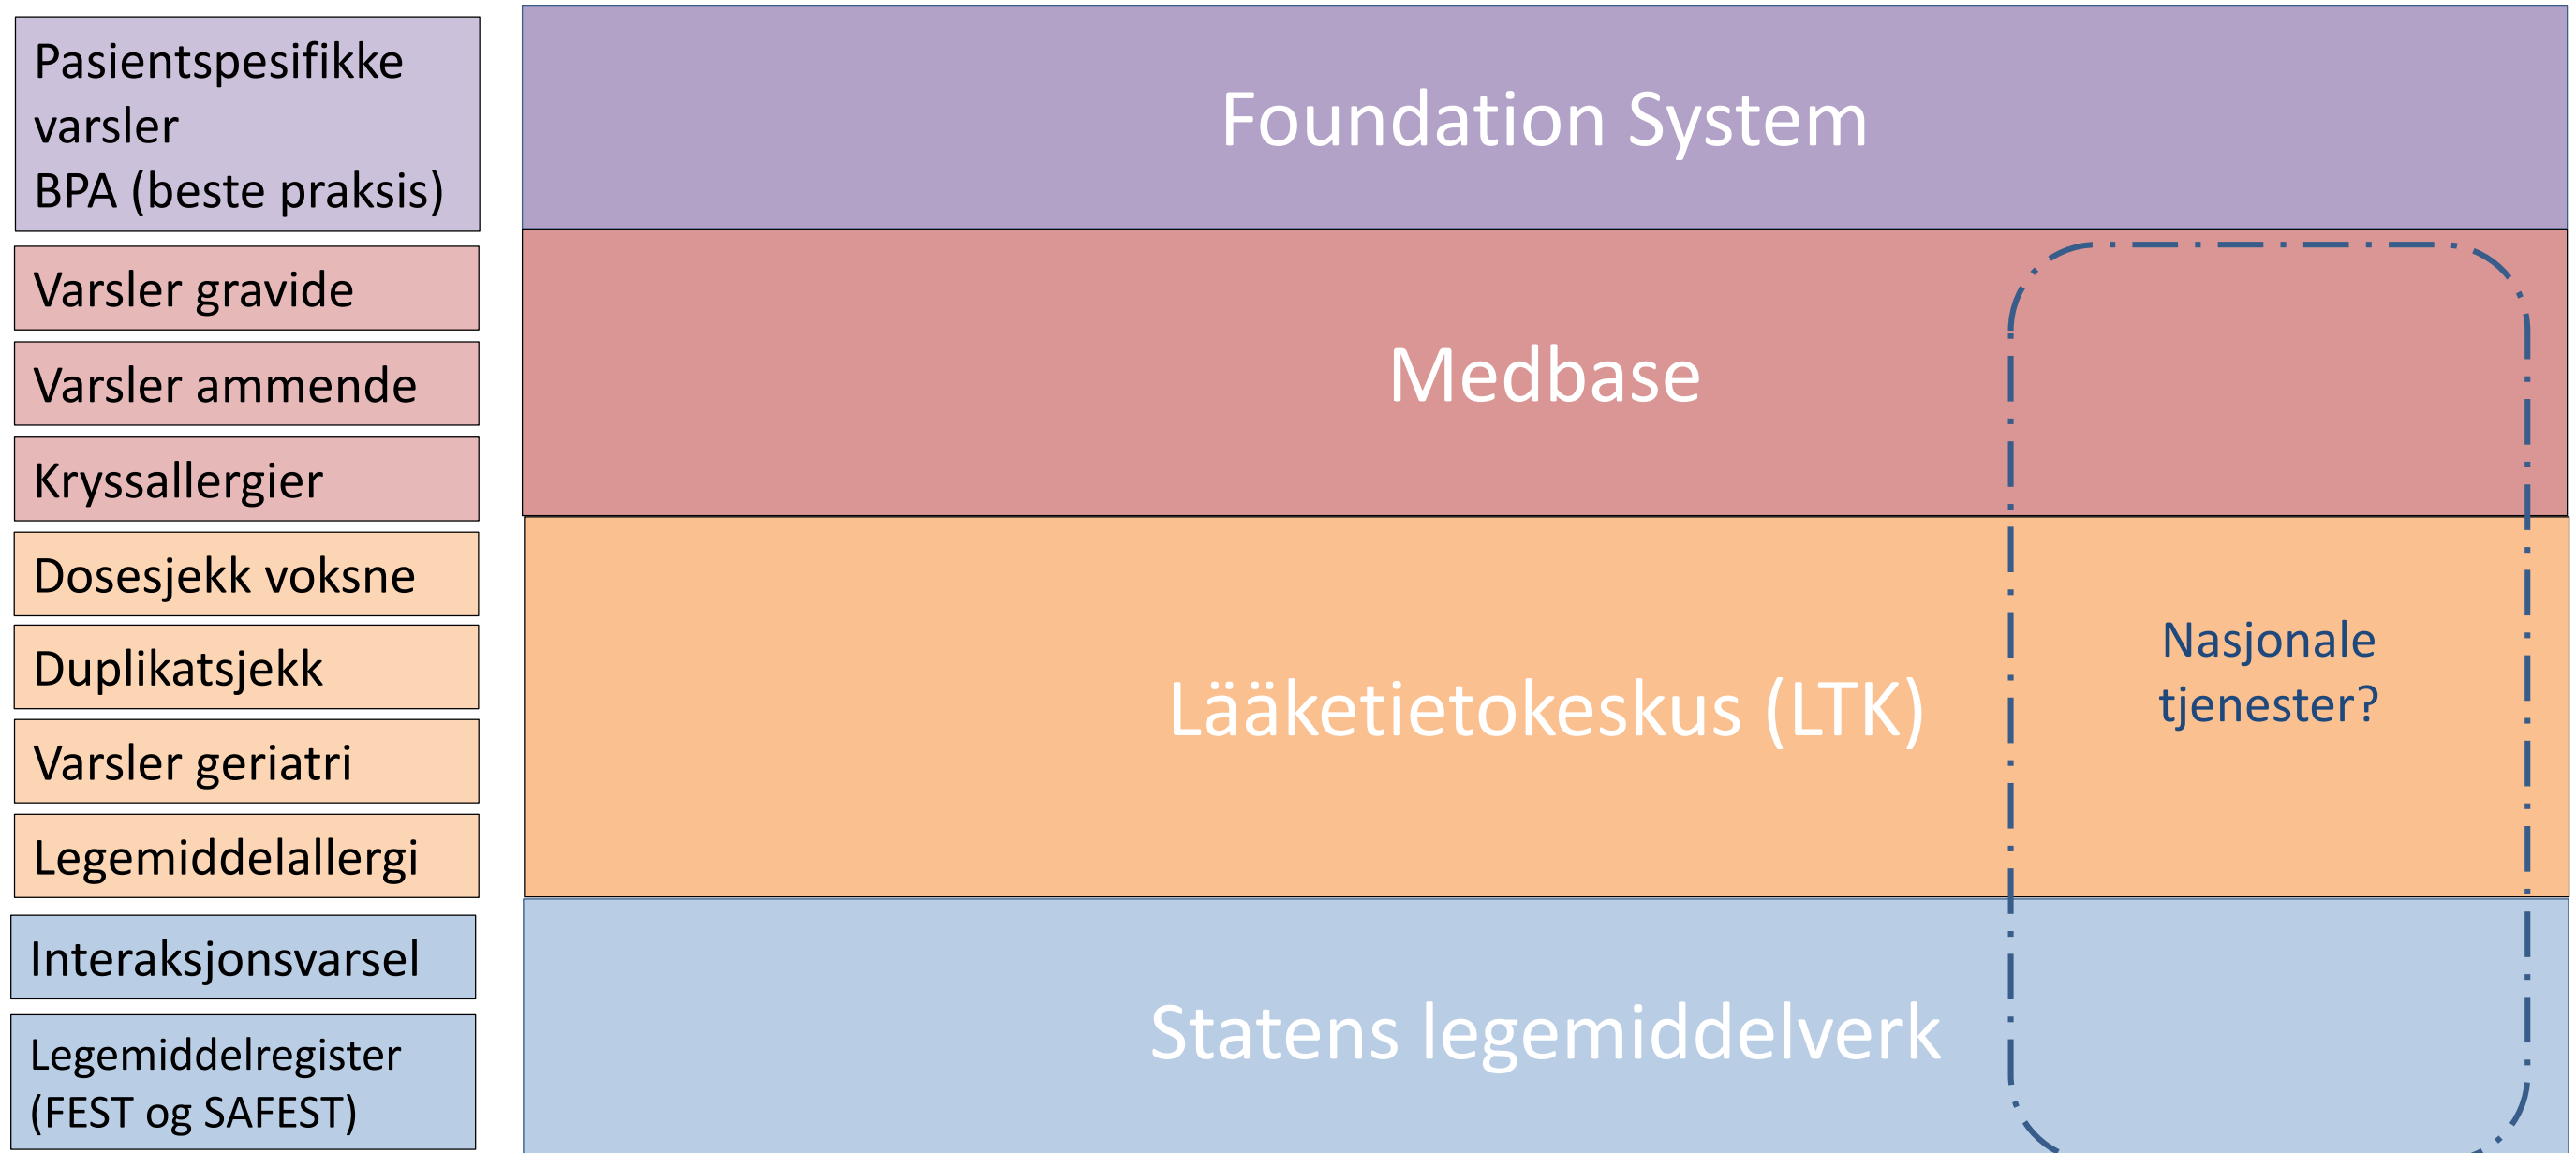 Pasientspesifikke
varsler
BPA (beste praksis)
Foundation System
Varsler gravide
Varsler ammende
Kryssallergier
Medbase
Dosesjekk voksne
Duplikatsjekk
Varsler geriatri
Legemiddelallergi
Lääketietokeskus (LTK)
Nasjonale
tjenester?
Interaksjonsvarsel
Legemiddelregister
(FEST og SAFEST)
Statens legemiddelverk